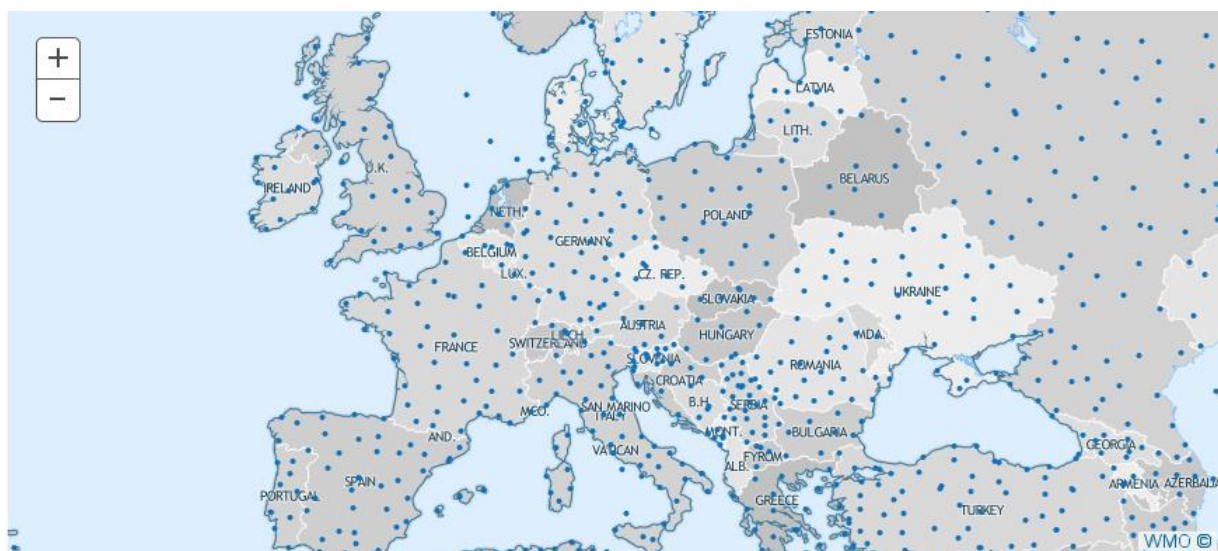 +
−
ESTONIA
LATVIA
LITH.
BELARUS
IRELAND
U.K.
NETH.
POLAND
GERMANY
BELGIUM
LUX.
CZ. REP.
UKRAINE
SLOVAKIA
LIECH.
AUSTRIA
HUNGARY
MDA.
SWITZERLAND
FRANCE
SLOVENIA
ROMANIA
CROATIA
B.H.
SERBIA
SAN MARINO
ITALY
MCO.
MONT.
BULGARIA
AND.
VATICAN
FYROM
GEORGIA
ALB.
SPAIN
PORTUGAL
GREECE
TURKEY
ARMENIA
AZERBAIJA
WMO ©